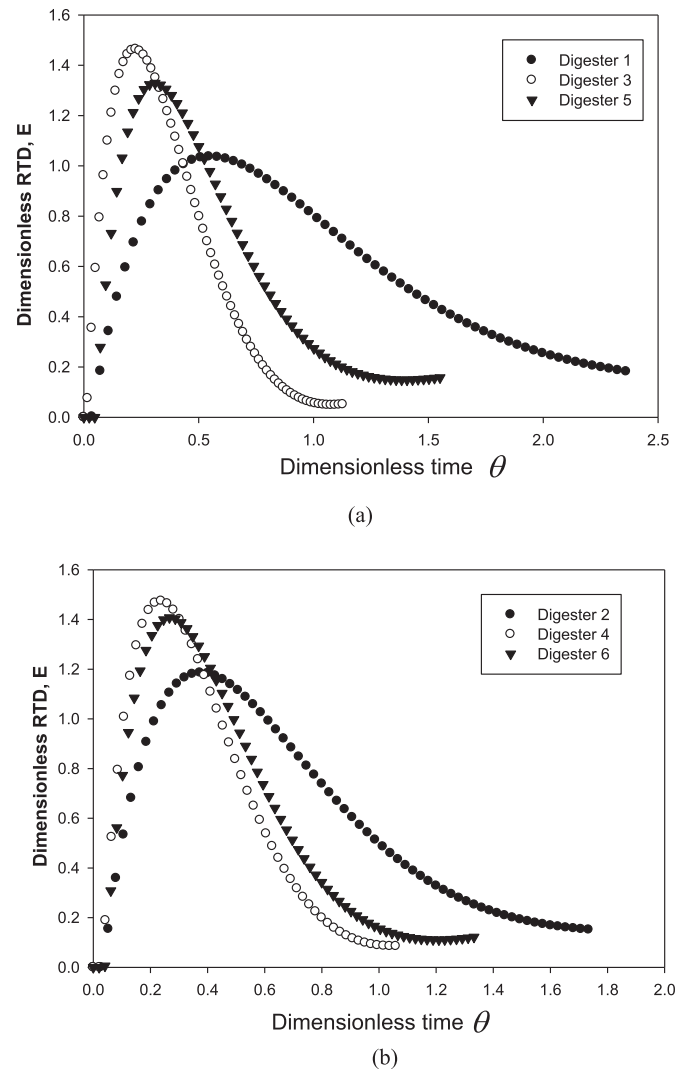 1.6
1.4
1.2
1.0
0.8
0.6
0.4
0.2
0.0
Dimensionless RTD, E
Digester 1
Digester 3
Digester 5
0.0 0.5 1.0 1.5 2.0 2.5
Dimensionless time θ
(a)
1.6
1.4
1.2
1.0
0.8
0.6
0.4
0.2
0.0
Dimensionless RTD, E
Digester 2
Digester 4
Digester 6
0.0 0.2 0.4 0.6 0.8 1.0 1.2 1.4 1.6 1.8 2.0
Dimensionless time θ
(b)